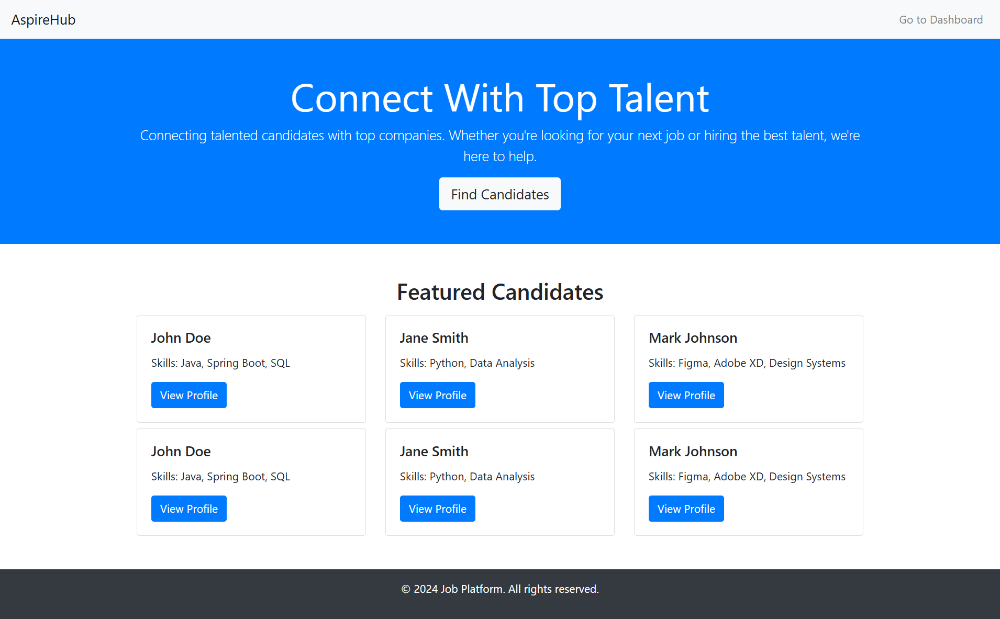 AspireHub
Go to Dashboard
Connect With Top Talent
Connecting talented candidates with top companies. Whether you're looking for your next job or hiring the best talent, we're
here to help.
Find Candidates
Featured Candidates
John Doe
Skills: Java, Spring Boot, SQL
View Profile
Jane Smith
Skills: Python, Data Analysis
View Profile
Mark Johnson
Skills: Figma, Adobe XD, Design Systems
View Profile
John Doe
Skills: Java, Spring Boot, SQL
View Profile
Jane Smith
Skills: Python, Data Analysis
View Profile
Mark Johnson
Skills: Figma, Adobe XD, Design Systems
View Profile
© 2024 Job Platform. All rights reserved.